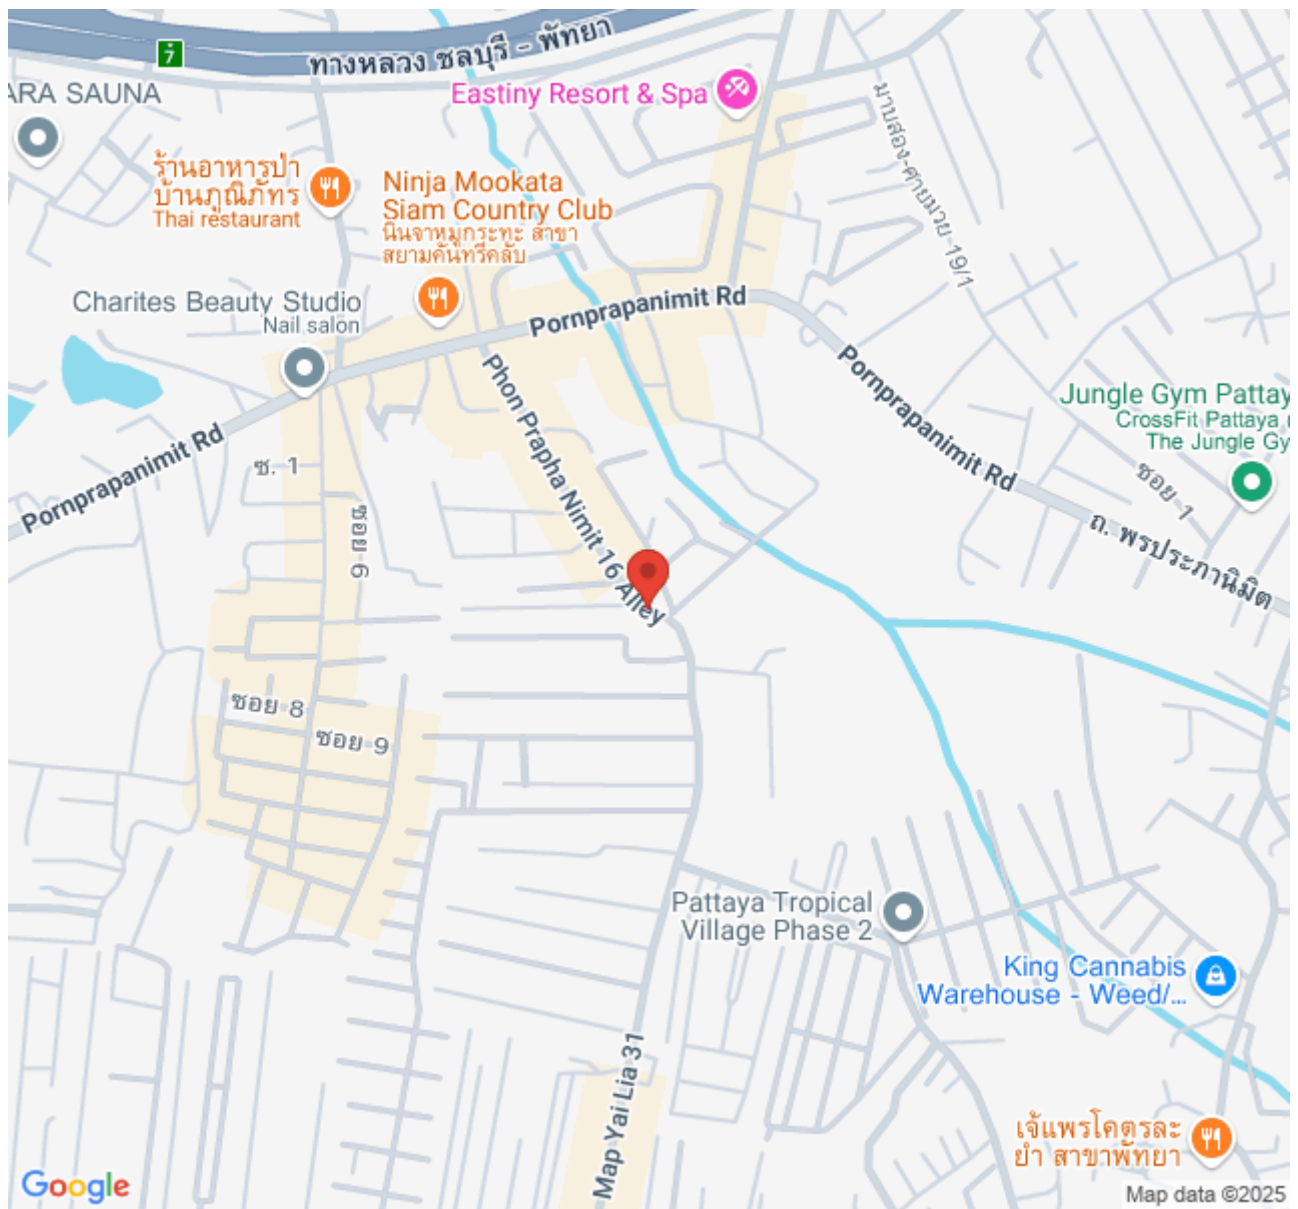 ทางหลวง ชลบุรี - พัทยา
7
ARA SAUNA
Eastiny Resort & Spa
มาบสอง-ศายมวย 19/1
ร้านอาหารป่า
บ้านภูณิภัทร
Thai restaurant
Ninja Mookata
Siam Country Club
นินจาหมูกระทะ สาขา
สยามคันทรีคลับ
Charites Beauty Studio
Nail salon
Pornprapanimit Rd
Pornprapanimit Rd
Pornprapanimit Rd
Phon Prapha Nimit 16 Alley
Jungle Gym Pattay
CrossFit Pattaya
The Jungle Gy
ซ. 1
ซอย 6
ซอย 1
ถ. พรประภานิมิต
ซอย 8
ซอย 9
Pattaya Tropical
Village Phase 2
King Cannabis
Warehouse - Weed/...
Map Yai Lia 31
เจ๊แพรโคตรละ
ยำ สาขาพัทยา
Google
Map data ©2025